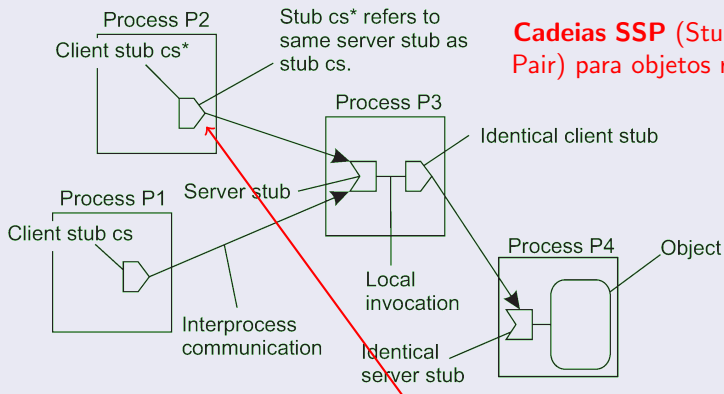 Process P2
Client stub cs*
Stub cs* refers to
same server stub as
stub cs.
Cadeias SSP
Pair) para objetos
Process P3
Identical client stub
Server stub
Process P1
Client stub cs
Process P4
Object
Local
invocation
Interprocess
communication
Identical
server stub